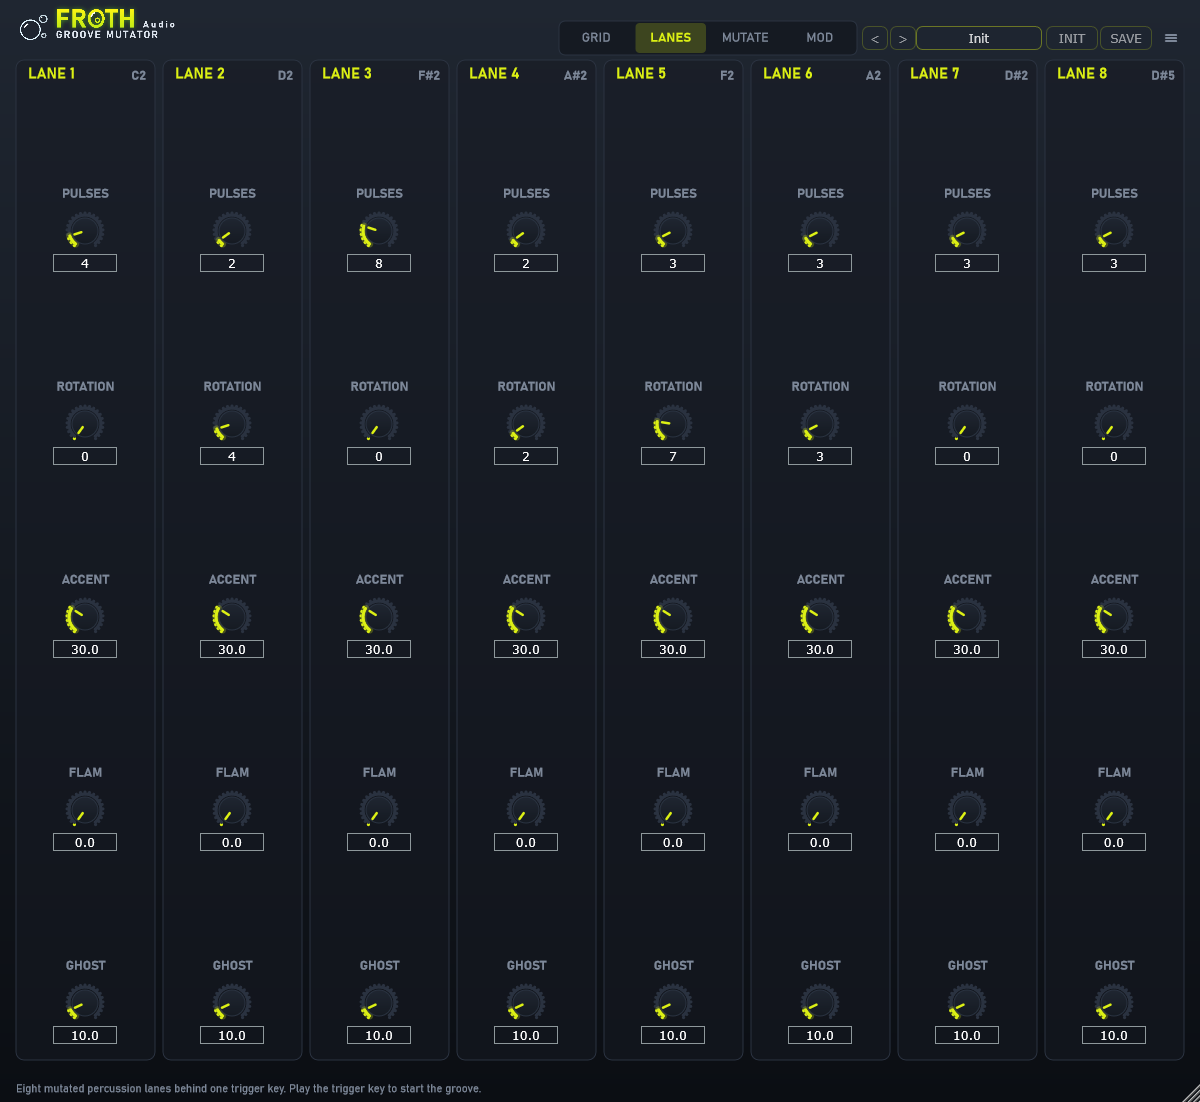 FROTH Audio
GROOVE MUTATOR
GRID LANES MUTATE MOD < > Init INIT SAVE
LANE 1 C2 LANE 2 D2 LANE 3 F#2 LANE 4 A#2 LANE 5 F2 LANE 6 A2 LANE 7 D#2 LANE 8 D#5
PULSES PULSES PULSES PULSES PULSES PULSES PULSES PULSES
4 2 8 2 3 3 3 3
ROTATION ROTATION ROTATION ROTATION ROTATION ROTATION ROTATION ROTATION
0 4 0 2 7 3 0 0
ACCENT ACCENT ACCENT ACCENT ACCENT ACCENT ACCENT ACCENT
30.0 30.0 30.0 30.0 30.0 30.0 30.0 30.0
FLAM FLAM FLAM FLAM FLAM FLAM FLAM FLAM
0.0 0.0 0.0 0.0 0.0 0.0 0.0 0.0
GHOST GHOST GHOST GHOST GHOST GHOST GHOST GHOST
10.0 10.0 10.0 10.0 10.0 10.0 10.0 10.0
Eight mutated percussion lanes behind one trigger key. Play the trigger key to start the groove.